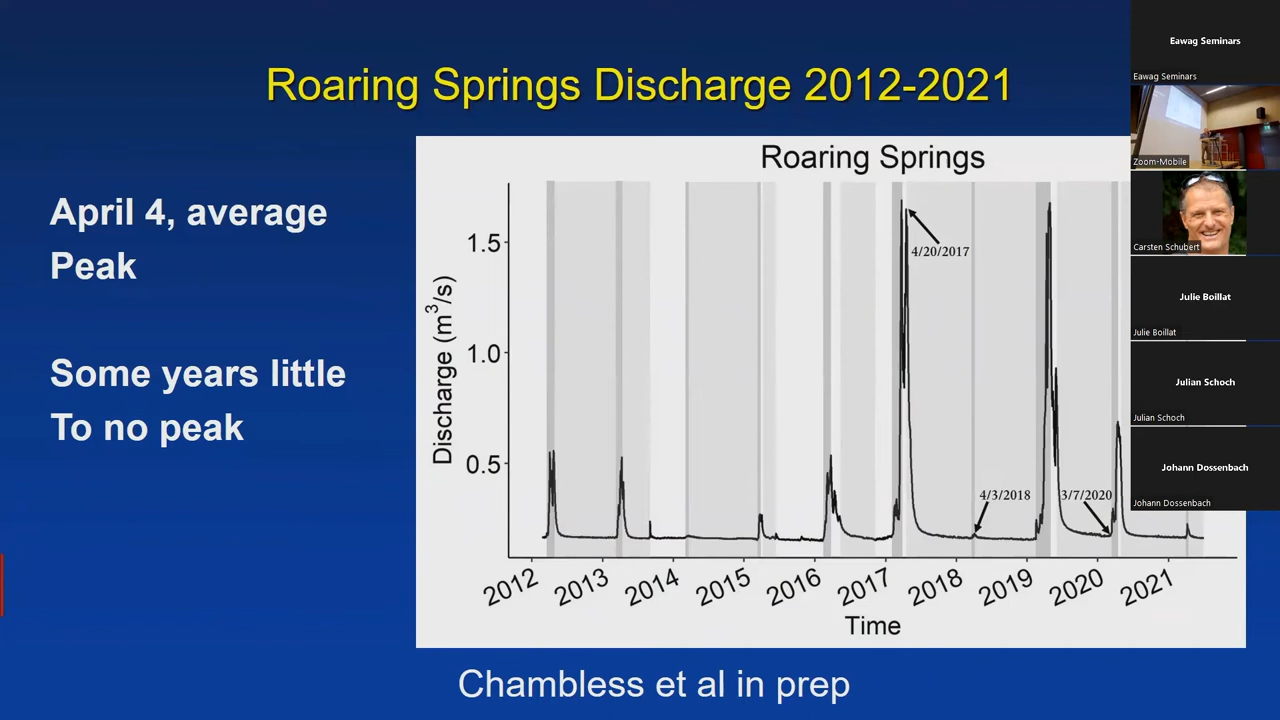 Roaring Springs Discharge 2012-2021
April 4, average
Peak
Some years little
To no peak
Roaring Springs
Discharge (m³/s)
1.5
1.0
0.5
4/20/2017
4/3/2018
3/7/2020
2012
2013
2014
2015
2016
2017
2018
2019
2020
2021
Time
Chambless et al in prep
Eawag Seminars
Eawag Seminars
Zoom-Mobile
Carsten Schubert
Julie Boillat
Julie Boillat
Julian Schoch
Julian Schoch
Johann Dossenbach
Johann Dossenbach